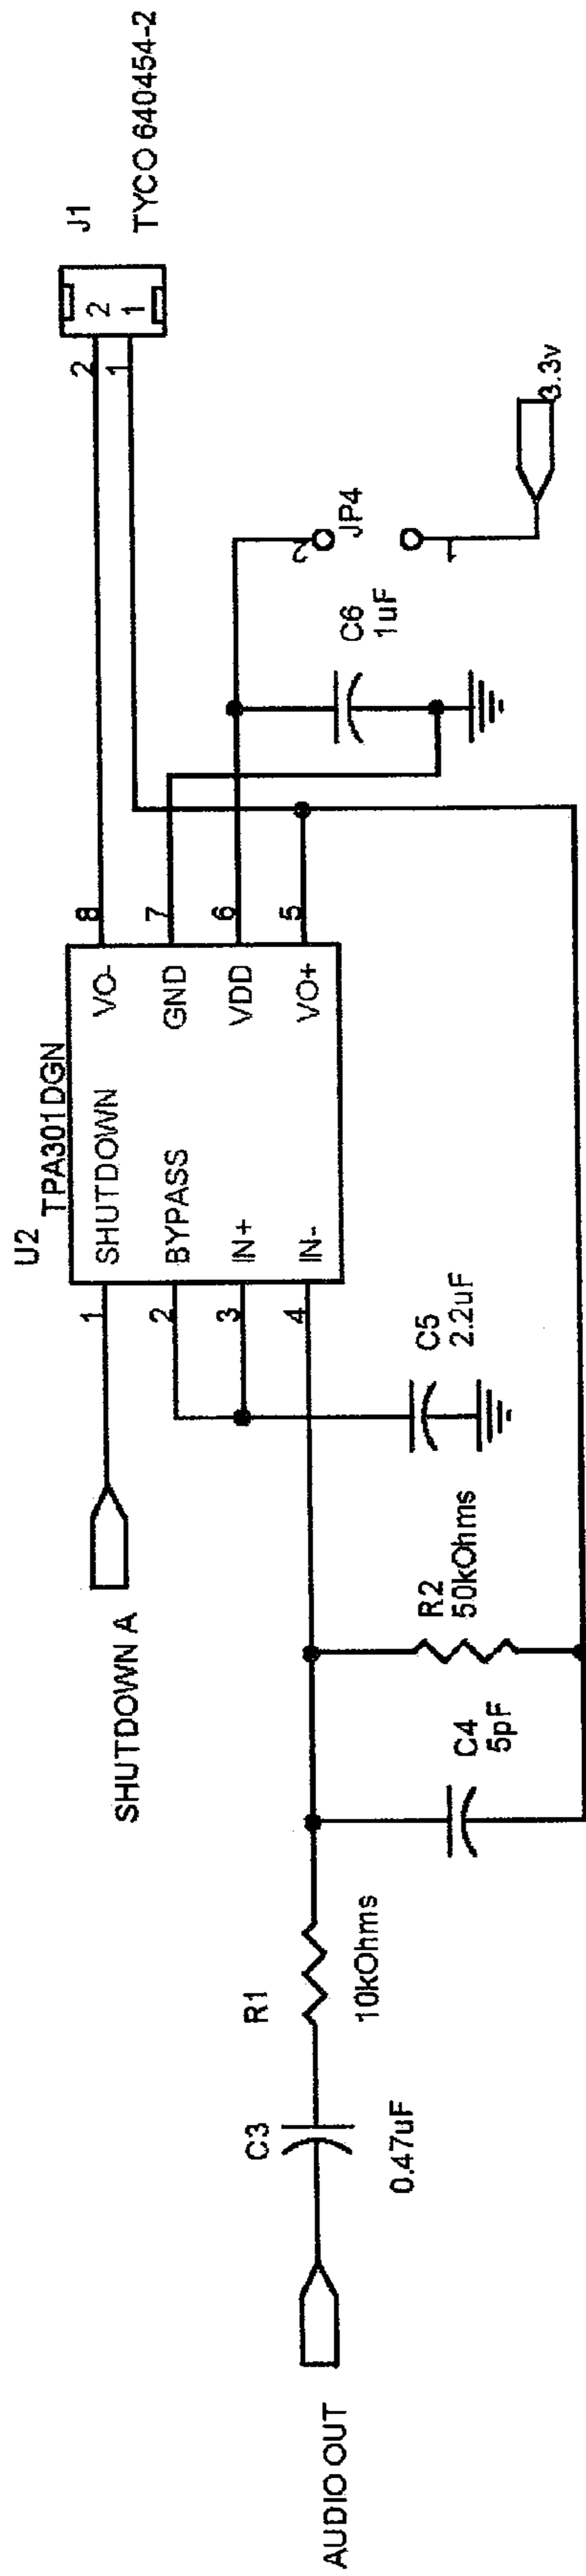 AUDIO OUT
C3
0.47uF
R1
10kOhms
C4
5pF
R2
50kOhms
SHUTDOWN A
C5
2.2uF
U2
TPA301DGN
1
SHUTDOWN
2
BYPASS
3
IN+
4
IN-
VO-
8
GND
7
VDD
6
VO+
5
C6
1uF
JP4
3.3v
2
1
2
1
J1
TYCO 640454-2